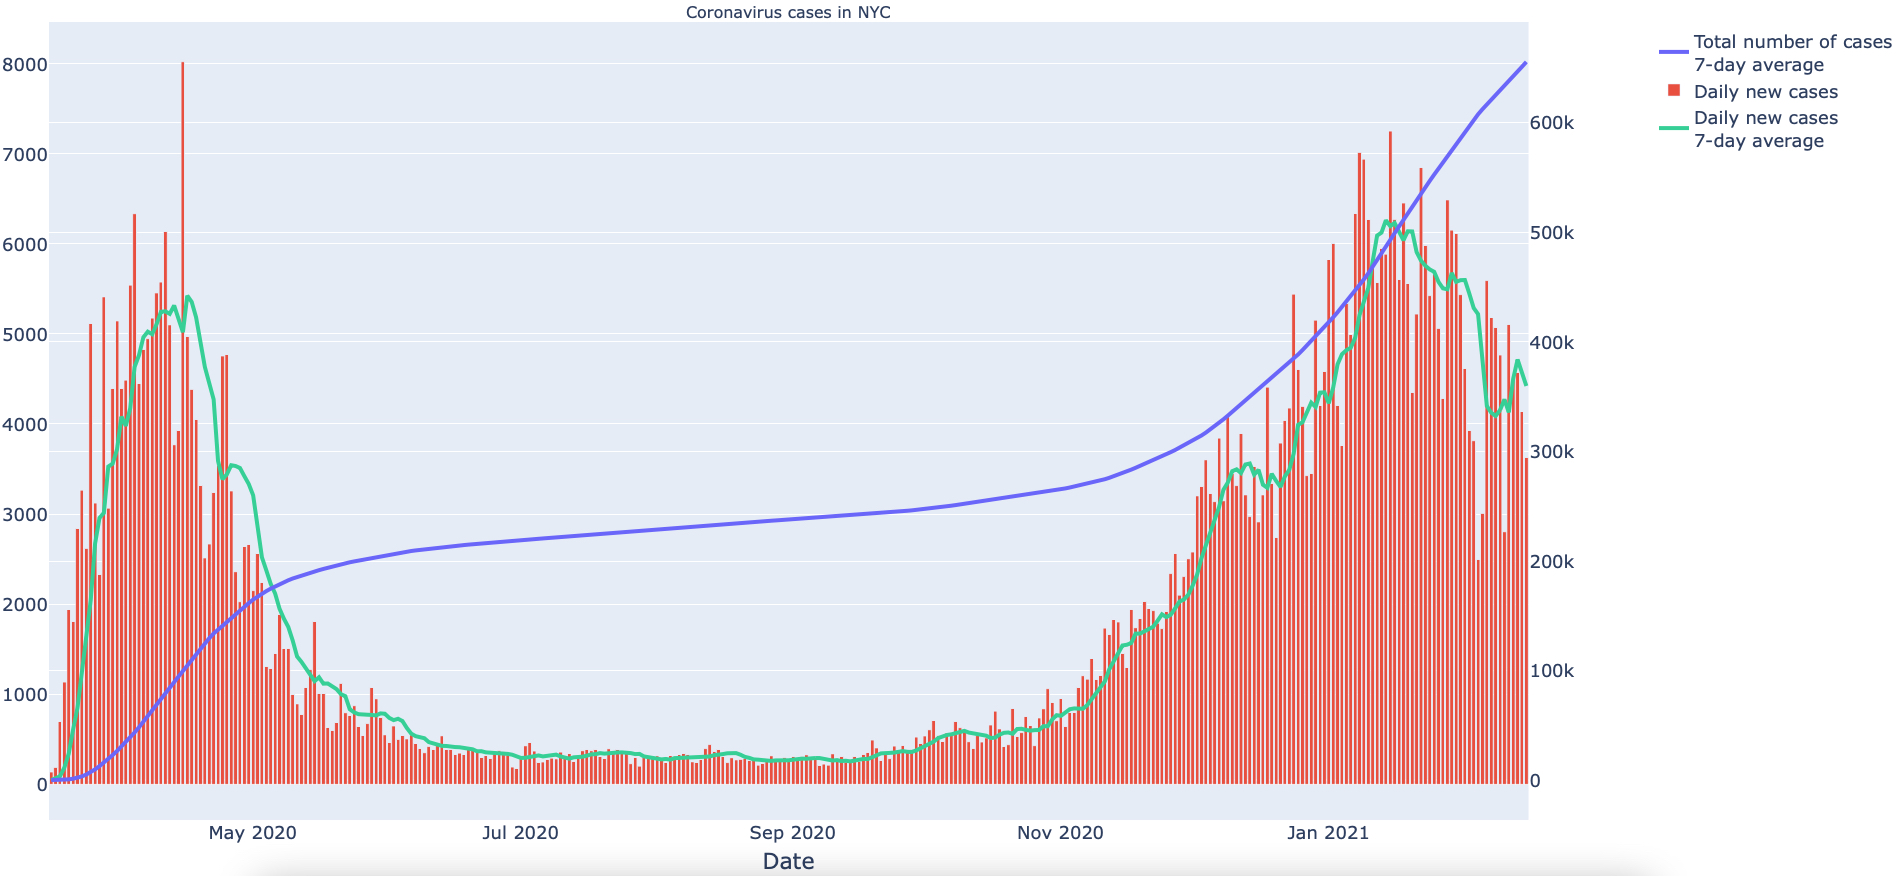 Coronavirus cases in NYC
Total number of cases
7-day average
Daily new cases
Daily new cases
7-day average
8000
7000
6000
5000
4000
3000
2000
1000
0
600k
500k
400k
300k
200k
100k
0
May 2020
Jul 2020
Sep 2020
Nov 2020
Jan 2021
Date